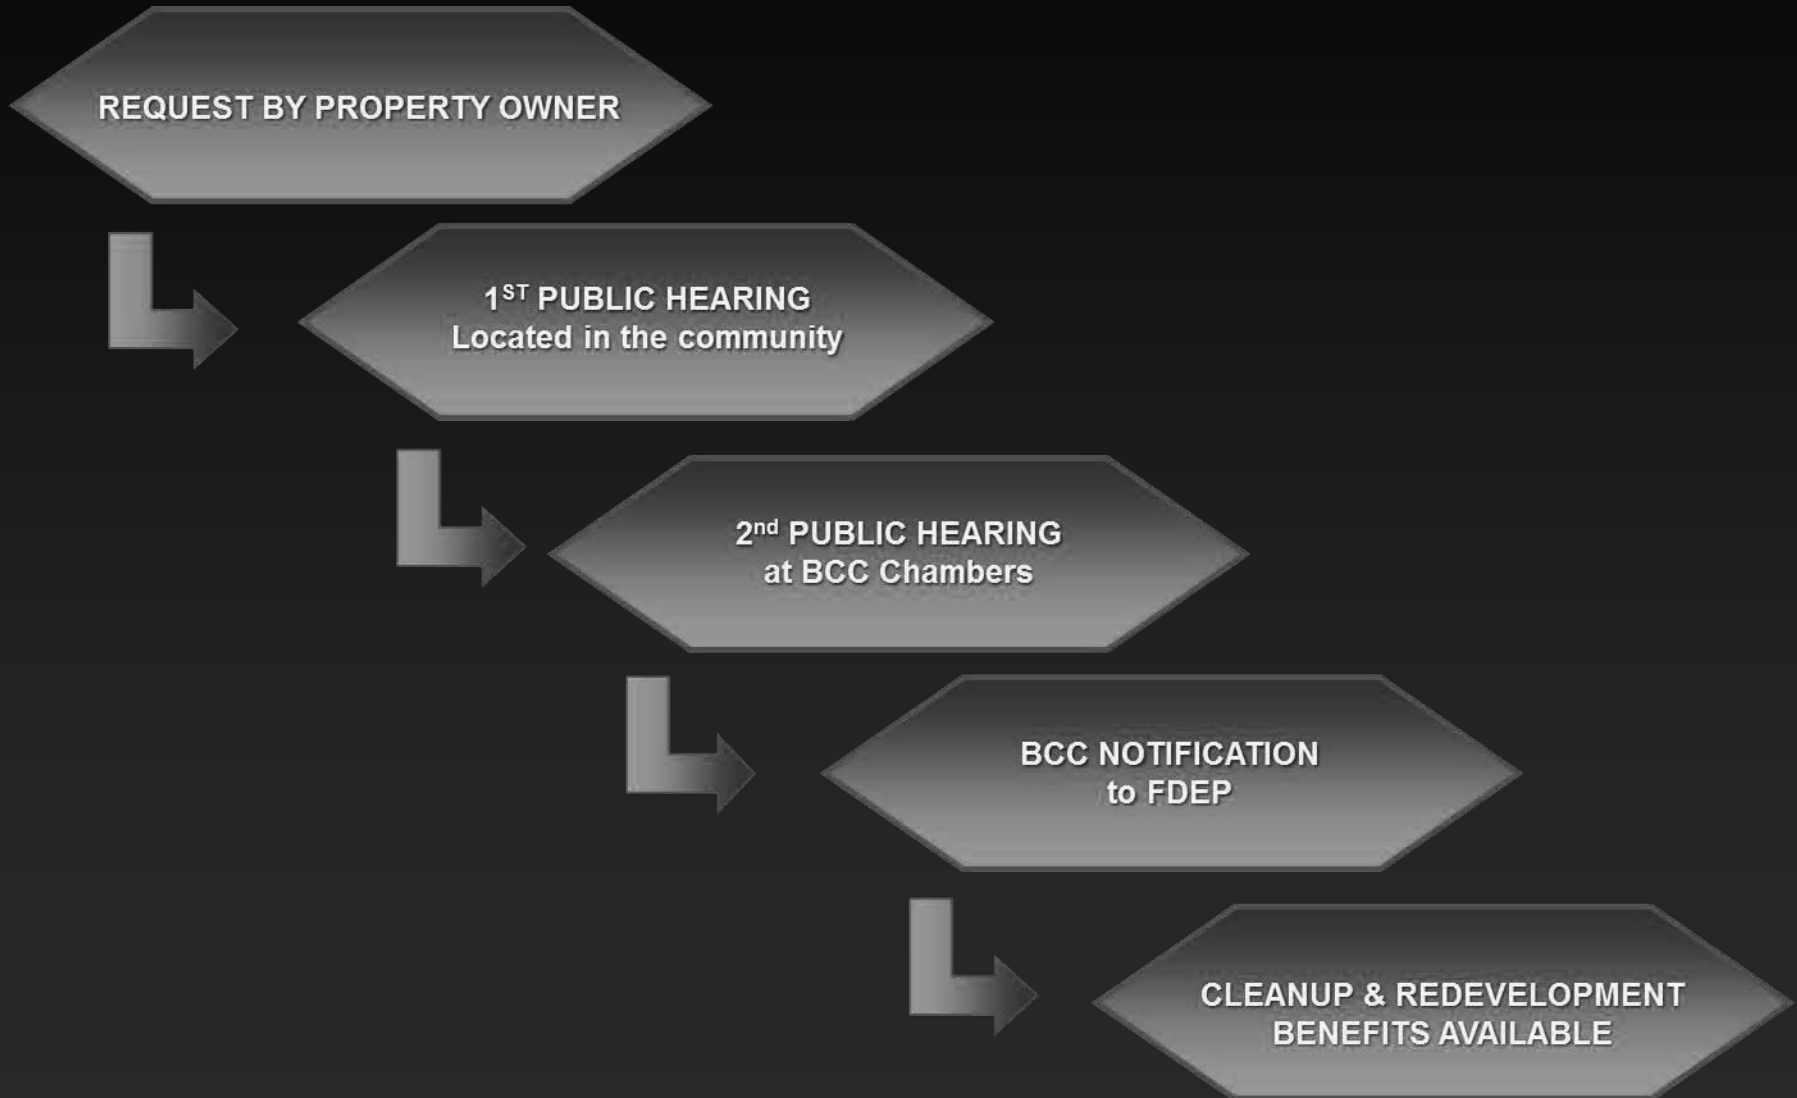 REQUEST BY PROPERTY OWNER
1ST PUBLIC HEARING
Located in the community
2nd PUBLIC HEARING
at BCC Chambers
BCC NOTIFICATION
to FDEP
CLEANUP & REDEVELOPMENT
BENEFITS AVAILABLE